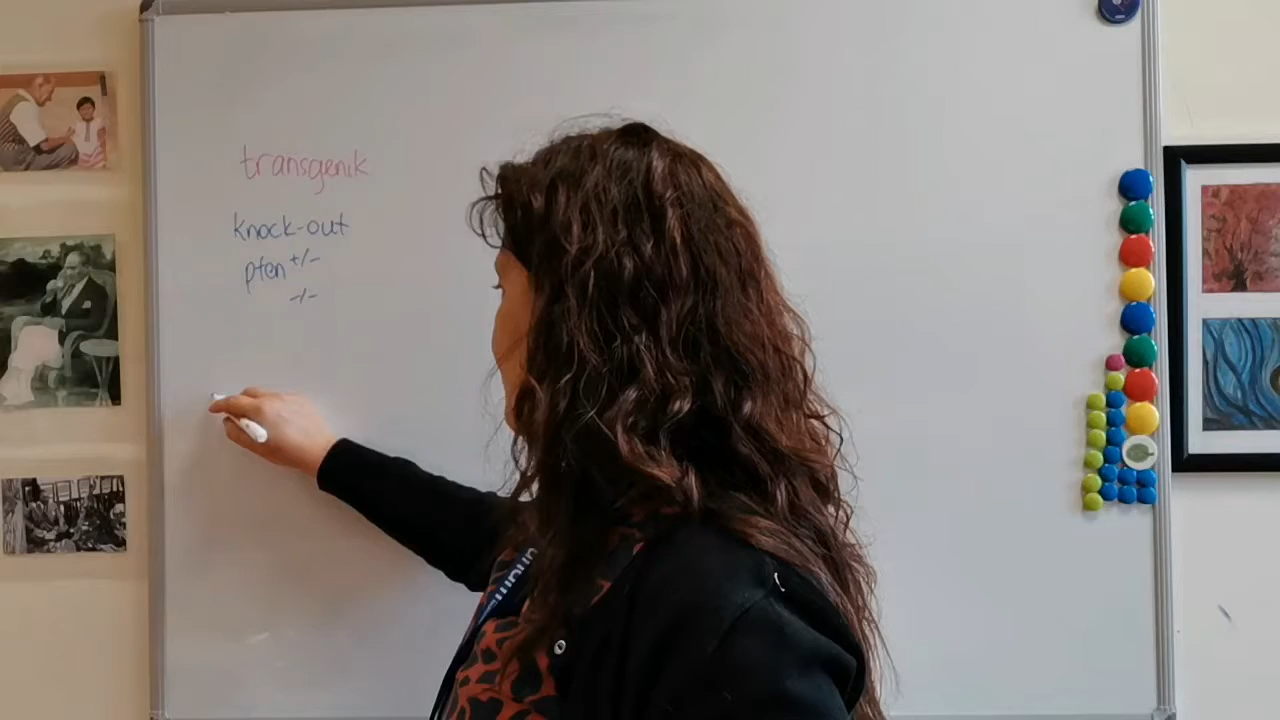 transgenik
knock-out
pten +/-
-/-